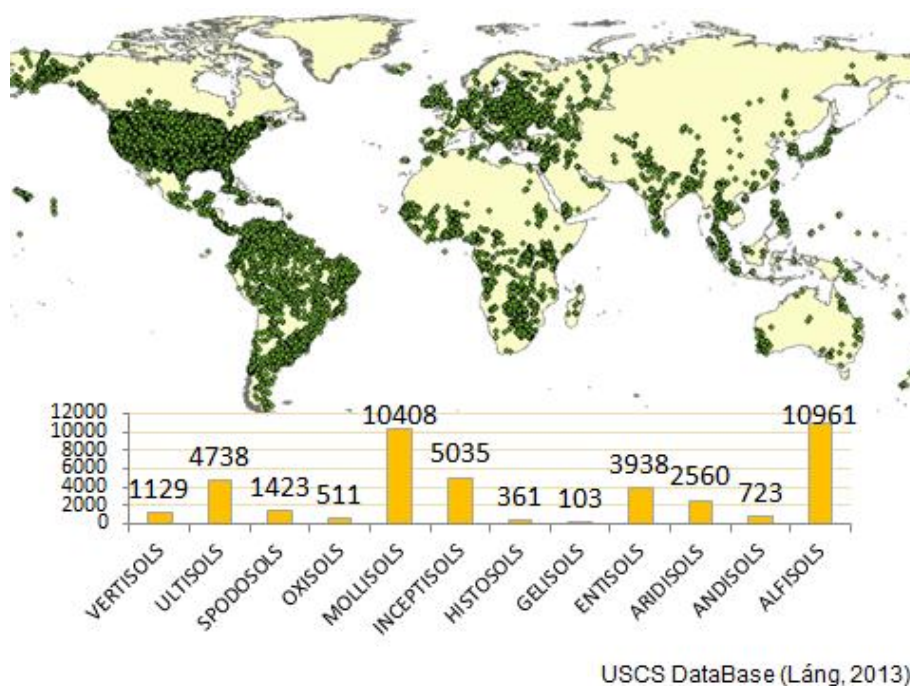 12000
10000
8000
6000
4000
2000
0
1129
4738
1423
511
10408
5035
361
103
3938
2560
723
10961
VERTISOLS
ULTISOLS
SPODOSOLS
OXISOLS
MOLLISOLS
INCEPTISOLS
HISTOSOLS
GELISOLS
ENTISOLS
ARIDISOLS
ANDISOLS
ALFISOLS
USCS DataBase (Láng, 2013)